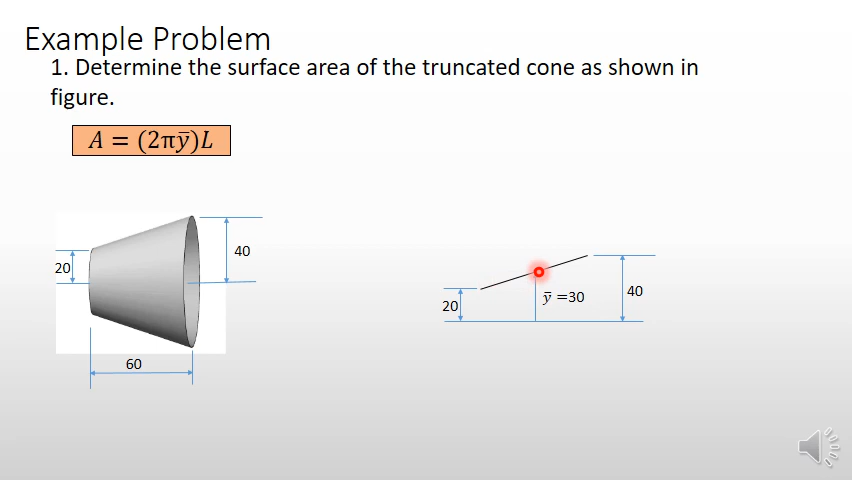 Example Problem
1. Determine the surface area of the truncated cone as shown in
figure.
A = (2πȳ)L
40
20
60
20
ȳ =30
40